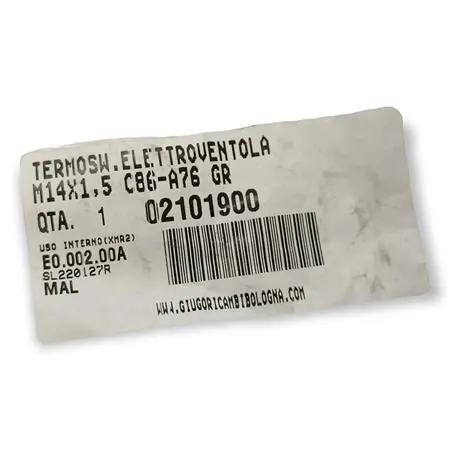 TERMOSW.ELETTROVENTOLA
M14X1,5 C86-A76 GR
QTA. 1 02101900
USO INTERNO(XMR2)
E0.002.00A
SL220127R
MAL
WWW.GIUGORICAMBIBOLOGNA.COM